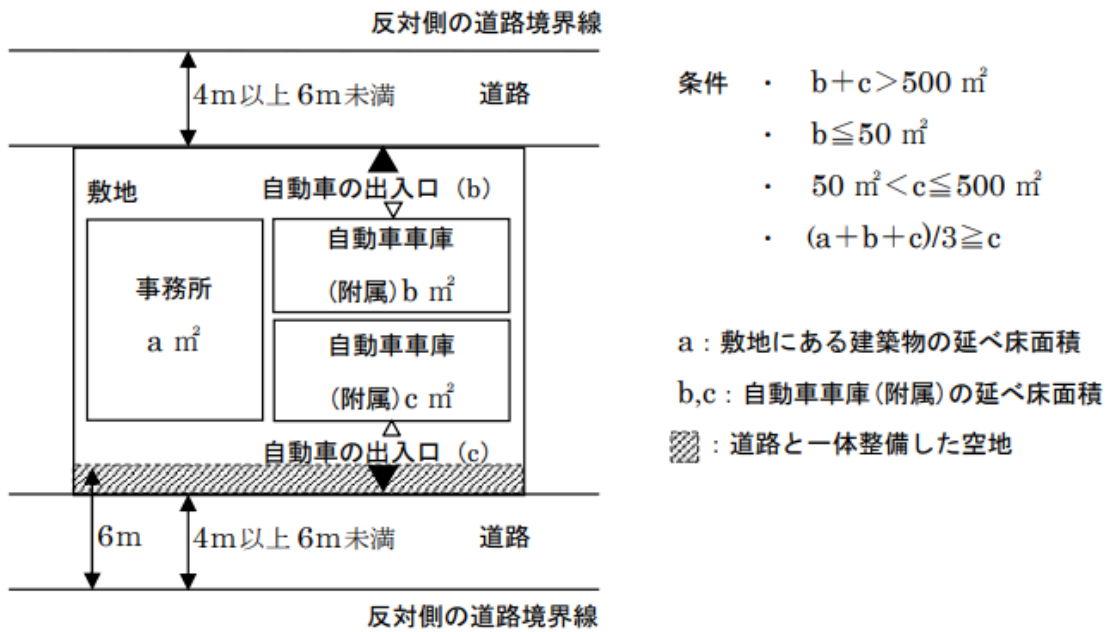 反対側の道路境界線
4m以上 6m未満
道路
敷地
自動車の出入口（b）
事務所
a ㎡
自動車車庫
(附属)b ㎡
自動車車庫
(附属)c ㎡
自動車の出入口（c）
6m
4m以上 6m未満
道路
反対側の道路境界線
条件 ・ b＋c＞500 ㎡
・ b≦50 ㎡
・ 50 ㎡＜c≦500 ㎡
・ (a＋b＋c)/3≧c
a：敷地にある建築物の延べ床面積
b,c：自動車車庫(附属)の延べ床面積
：道路と一体整備した空地